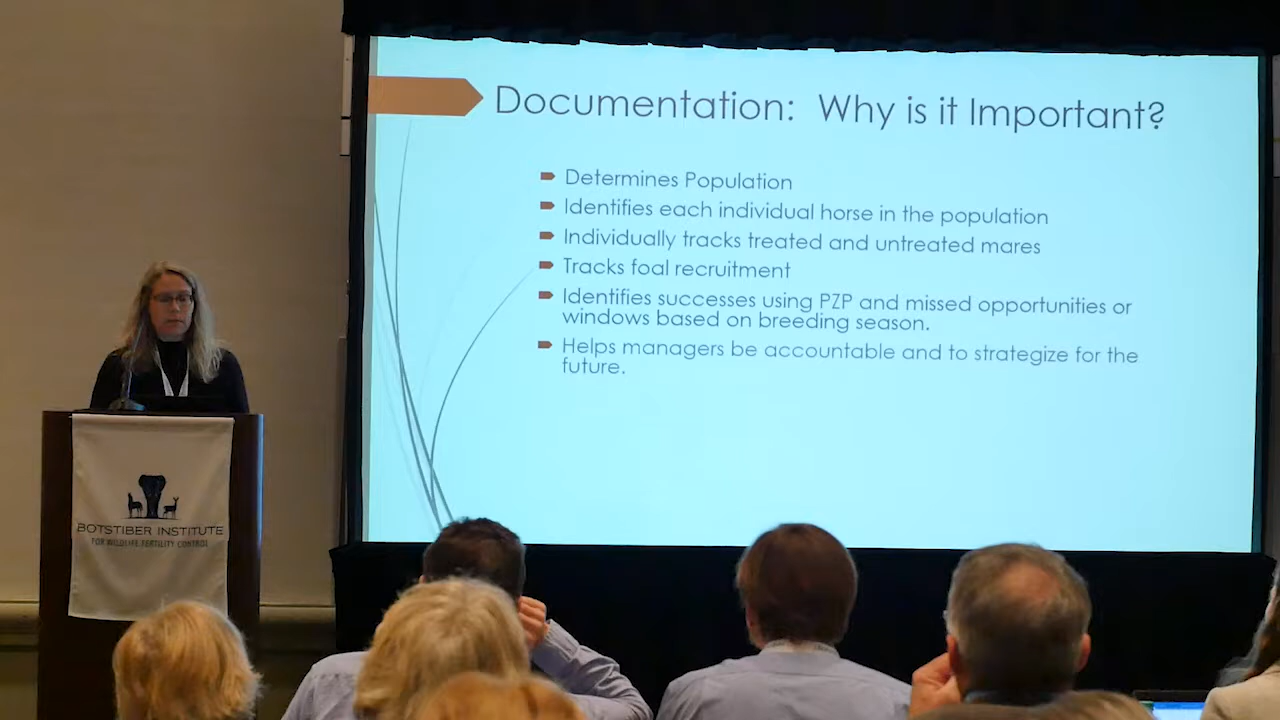 Documentation: Why is it Important?
Determines Population
Identifies each individual horse in the population
Individually tracks treated and untreated mares
Tracks foal recruitment
Identifies successes using PZP and missed opportunities or
windows based on breeding season.
Helps managers be accountable and to strategize for the
future.
BOTSTIBER INSTITUTE
FOR WILDLIFE FERTILITY CONTROL